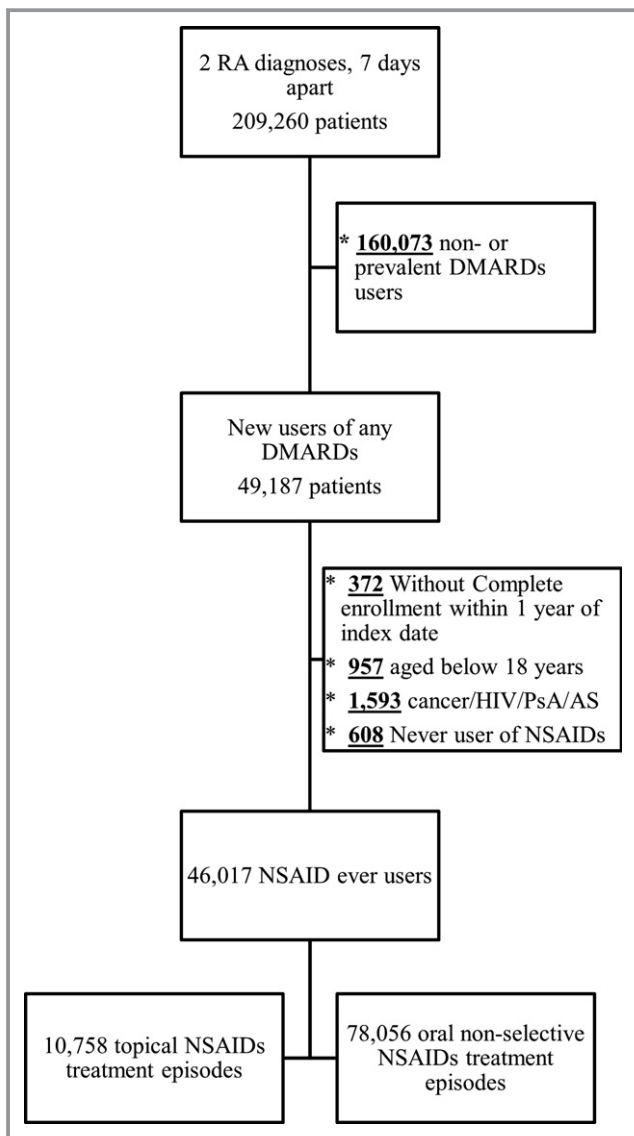 2 RA diagnoses, 7 days
apart
209,260 patients
* 160,073 non- or
prevalent DMARDs
users
New users of any
DMARDs
49,187 patients
* 372 Without Complete
enrollment within 1 year of
index date
* 957 aged below 18 years
* 1,593 cancer/HIV/PsA/AS
* 608 Never user of NSAIDs
46,017 NSAID ever users
10,758 topical NSAIDs
treatment episodes
78,056 oral non-selective
NSAIDs treatment
episodes